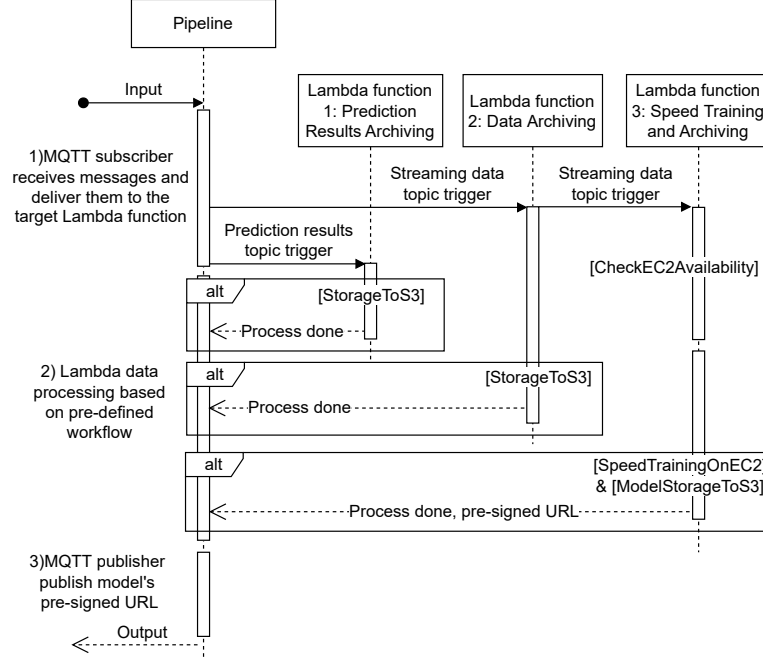 Pipeline
Input
Lambda function
1: Prediction
Results Archiving
Lambda function
2: Data Archiving
Lambda function
3: Speed Training
and Archiving
1)MQTT subscriber
receives messages and
deliver them to the
target Lambda function
Streaming data
topic trigger
Streaming data
topic trigger
Prediction results
topic trigger
[CheckEC2Availability]
alt
[StorageToS3]
Process done
2) Lambda data
processing based
on pre-defined
workflow
alt
[StorageToS3]
Process done
alt
[SpeedTrainingOnEC2]
& [ModelStorageToS3]
Process done, pre-signed URL
3)MQTT publisher
publish model's
pre-signed URL
Output